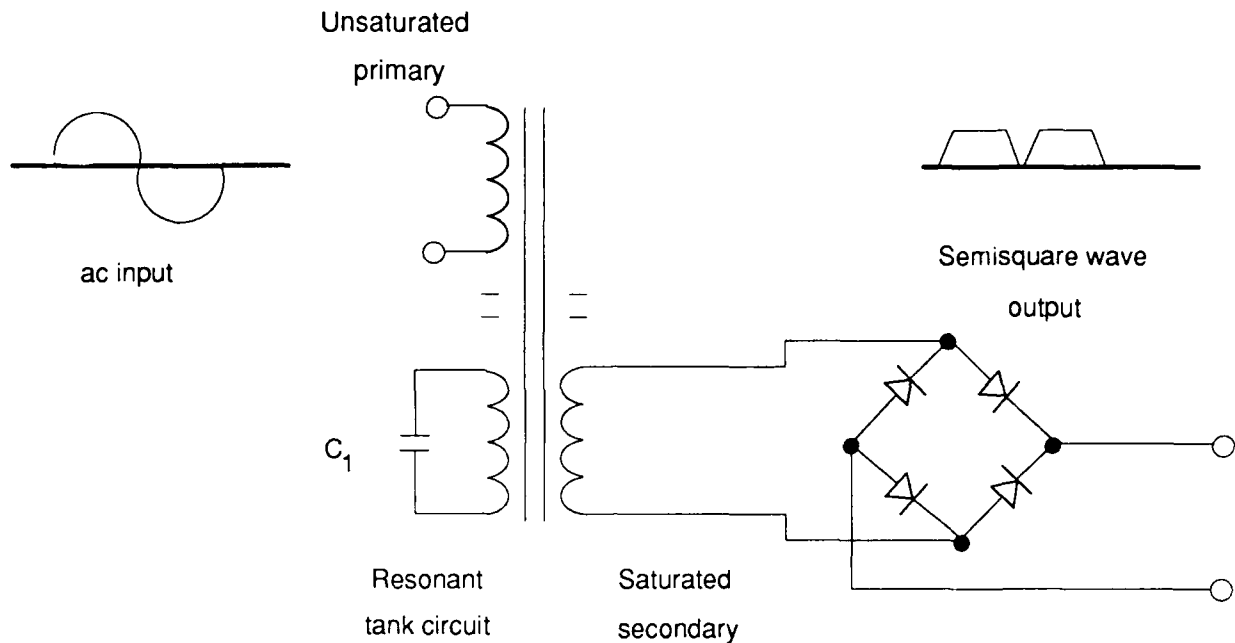 Unsaturated
primary
ac input
Semisquare wave
output
C1
Resonant
tank circuit
Saturated
secondary